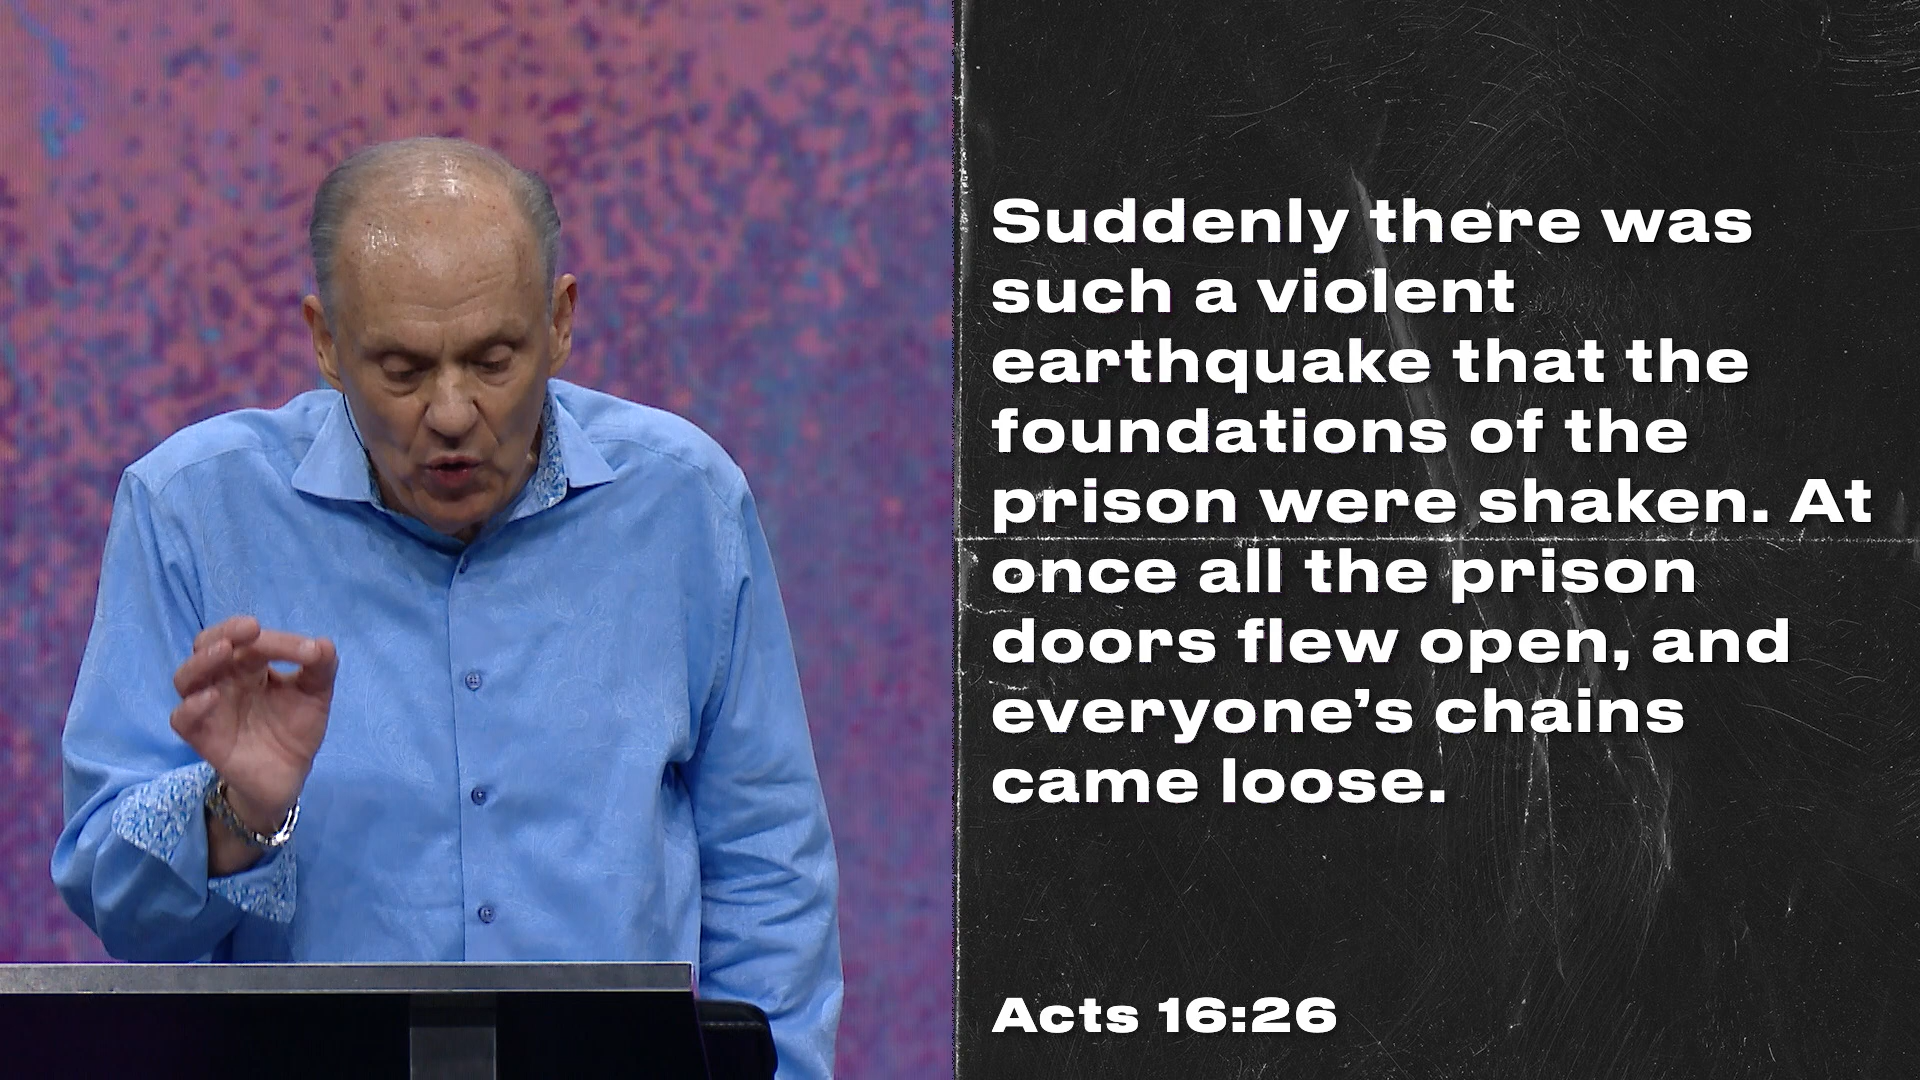 Suddenly there was
such a violent
earthquake that the
foundations of the
prison were shaken. At
once all the prison
doors flew open, and
everyone’s chains
came loose.
Acts 16:26